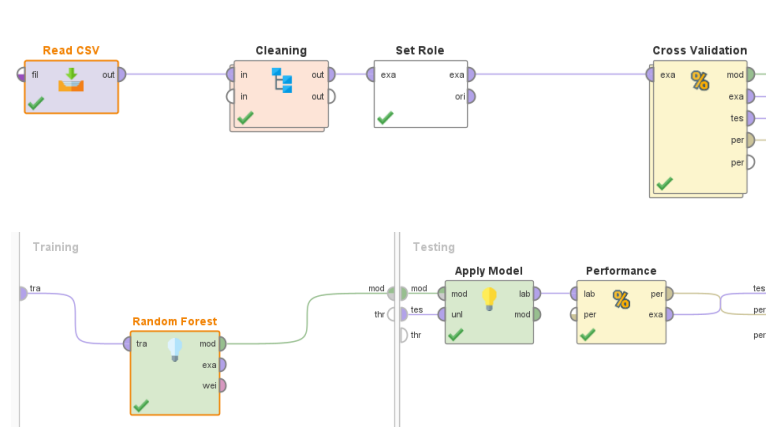 Read CSV
Cleaning
Set Role
Cross Validation
fil
out
in
out
in
out
exa
exa
ori
exa
mod
exa
tes
per
per
Training
Testing
tra
mod
thr
Random Forest
tra
mod
exa
wei
mod
tes
thr
Apply Model
mod
lab
unl
mod
Performance
lab
per
per
exa
tes
per
per